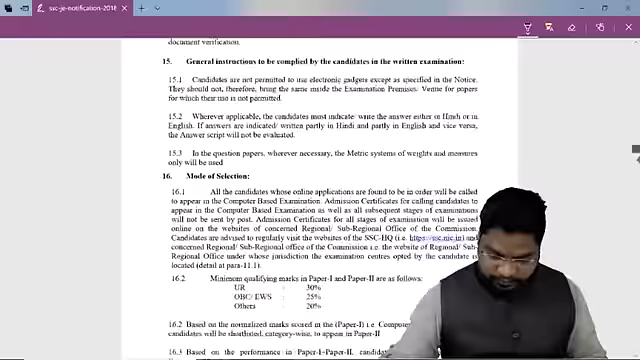 ssc-je-notification-2018
document verification.
15. General instructions to be complied by the candidates in the written examination:
15.1 Candidates are not permitted to use electronic gadgets except as specified in the Notice.
They should not, therefore, bring the same inside the Examination Premises/ Venue for papers
for which their use is not permitted.
15.2 Wherever applicable, the candidates must indicate/ write the answer either in Hindi or in
English. If answers are indicated/ written partly in Hindi and partly in English and vice versa,
the Answer script will not be evaluated.
15.3 In the question papers, wherever necessary, the Metric systems of weights and measures
only will be used
16. Mode of Selection:
16.1 All the candidates whose online applications are found to be in order will be called
to appear in the Computer Based Examination. Admission Certificates for calling candidates to
appear in the Computer Based Examination as well as all subsequent stages of examinations
will not be sent by post. Admission Certificates for all stages of examination will be issued
online on the websites of concerned Regional/ Sub-Regional Office of the Commission.
Candidates are advised to regularly visit the websites of the SSC-HQ (i.e. https://ssc.nic.in) and
concerned Regional/ Sub-Regional office of the Commission i.e. the website of Regional/ Sub-
Regional Office under whose jurisdiction the examination centres opted by the candidate is
located (detail at para-11.1).
16.2 Minimum qualifying marks in Paper-I and Paper-II are as follows:
UR : 30%
OBC/ EWS : 25%
Others : 20%
16.2 Based on the normalized marks scored in the (Paper-I) i.e Computer
candidates will be shortlisted, category-wise, to appear in Paper-II
16.3 Based on the performance in Paper-I+Paper-II,